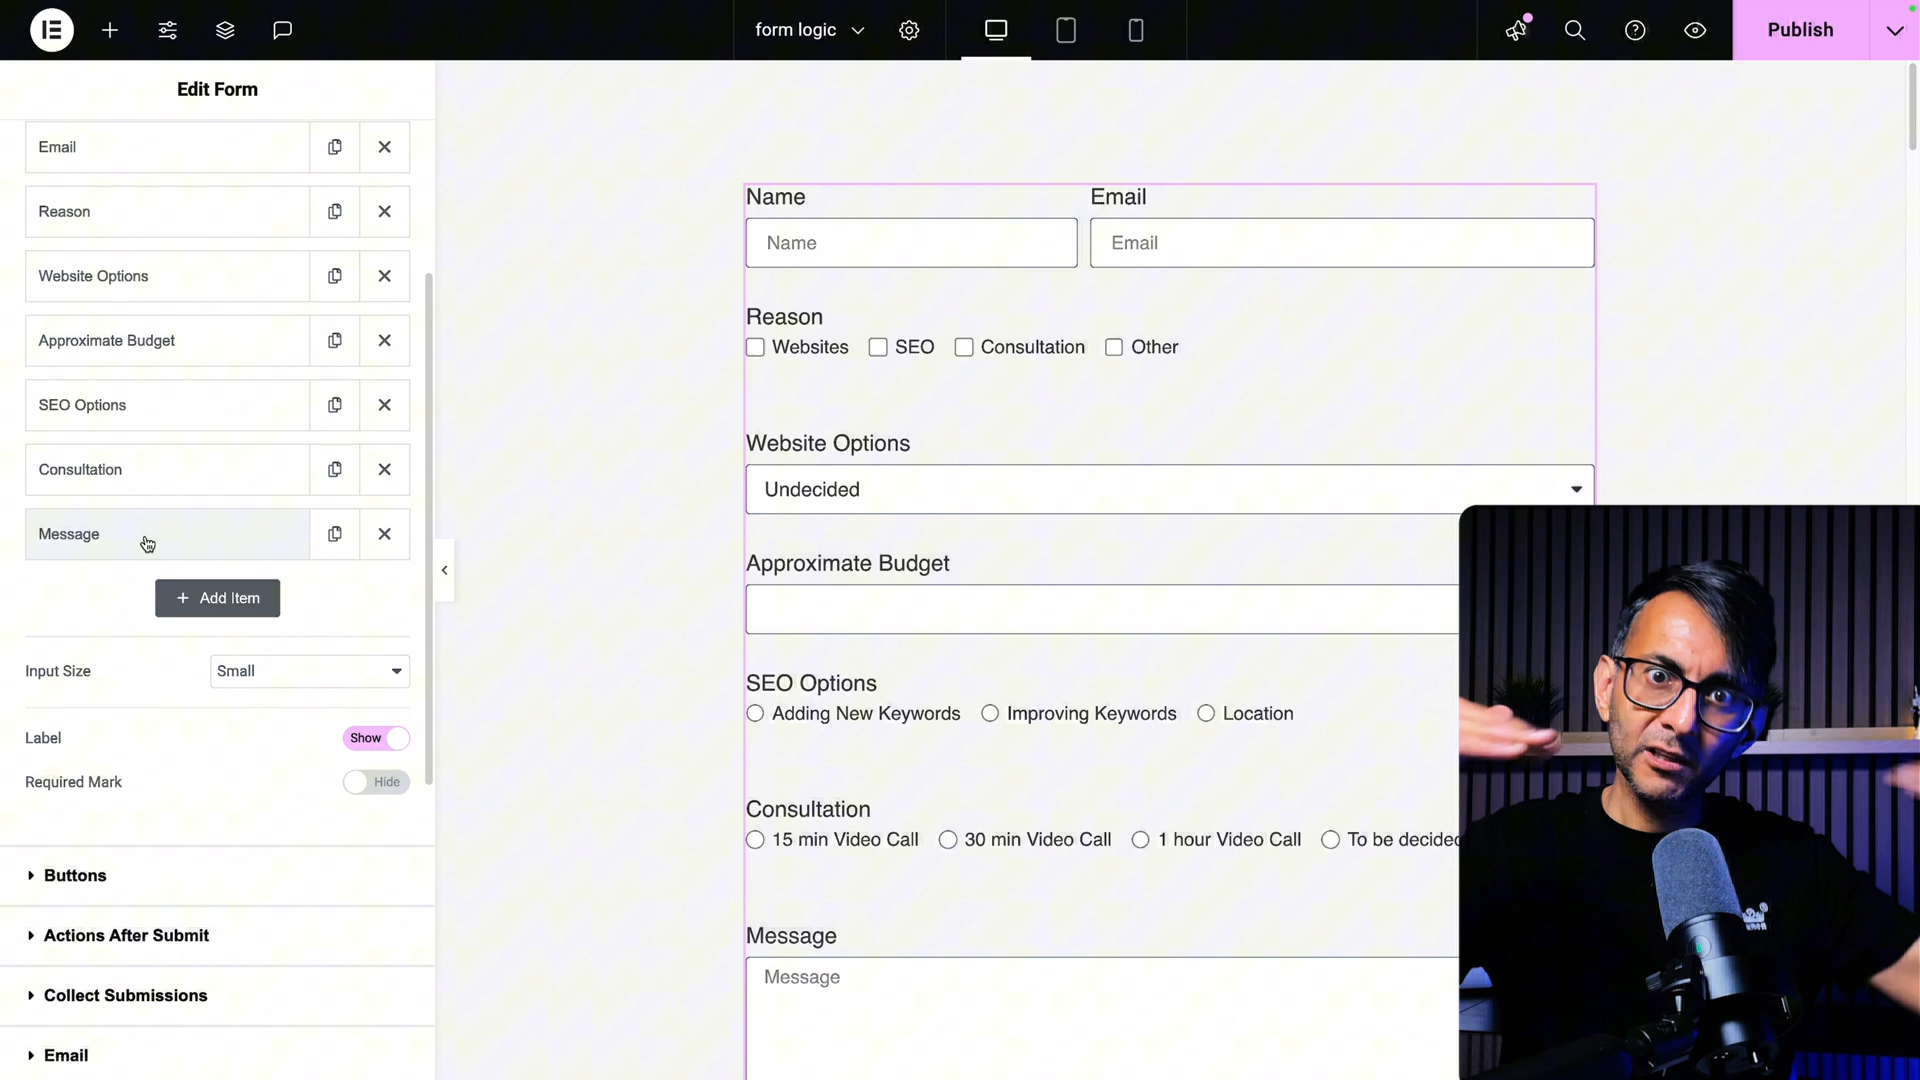 form logic
Publish
Edit Form
Email
Reason
Website Options
Approximate Budget
SEO Options
Consultation
Message
+ Add Item
Input Size
Small
Label
Show
Required Mark
Hide
Buttons
Actions After Submit
Collect Submissions
Email
Name Email
Name Email
Reason
Websites SEO Consultation Other
Website Options
Undecided
Approximate Budget
SEO Options
Adding New Keywords Improving Keywords Location
Consultation
15 min Video Call 30 min Video Call 1 hour Video Call To be decided
Message
Message